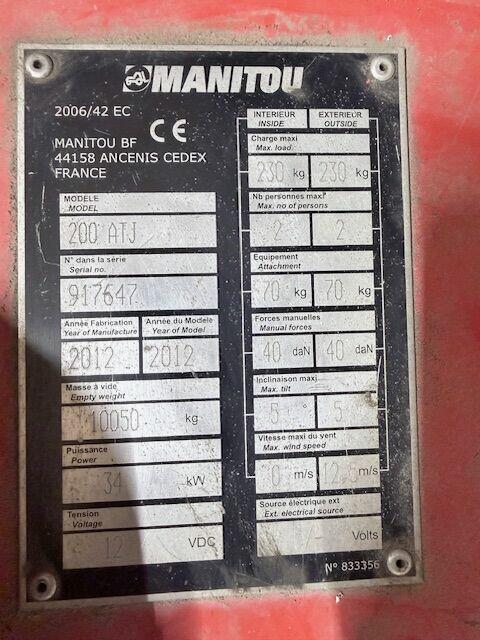 MANITOU
2006/42 EC
CE
MANITOU BF
44158 ANCENIS CEDEX
FRANCE
MODELE
MODEL
200 ATJ
N° dans la série
Serial no.
917647
Année Fabrication
Year of Manufacture
Année du Modele
Year of Model
2012
2012
Masse à vide
Empty weight
10050 kg
Puissance
Power
34 kW
Tension
Voltage
12 VDC
INTERIEUR
INSIDE
EXTERIEUR
OUTSIDE
Charge maxi
Max. load.
230 kg
230 kg
Nb personnes maxi
Max. no of persons
2
2
Equipement
Attachment
70 kg
70 kg
Forces manuelles
Manual forces
40 daN
40 daN
Inclinaison maxi
Max. tilt
5 °
5
Vitesse maxi du vent
Max. wind speed
0 m/s
12.5 m/s
Source électrique ext
Ext. electrical source
Volts
N° 833356